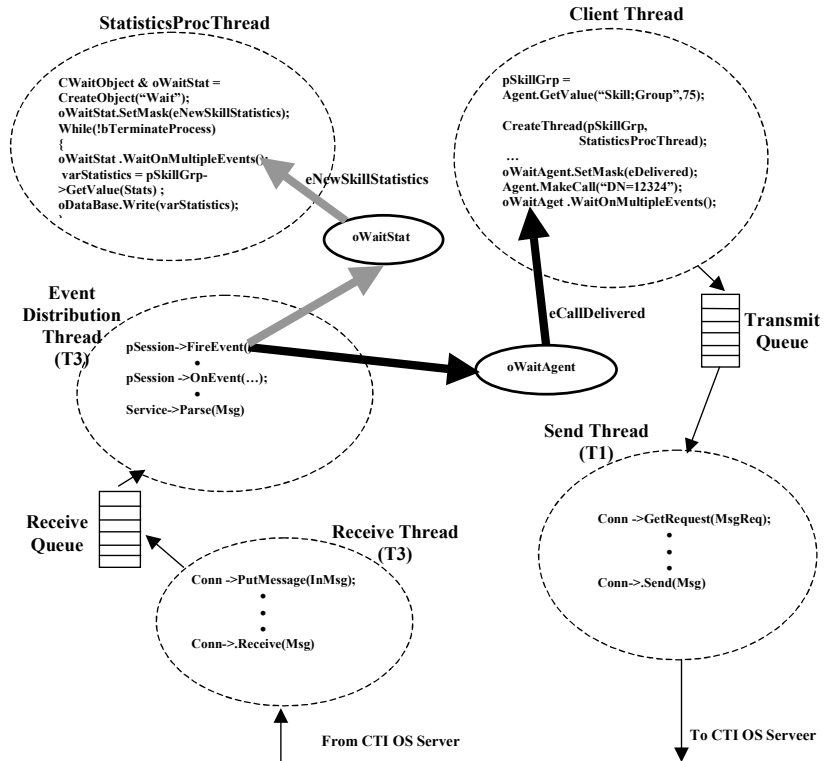 StatisticsProcThread
CWaitObject & oWaitStat =
CreateObject(“Wait”);
oWaitStat.SetMask(eNewSkillStatistics);
While(!bTerminateProcess)
{
oWaitStat .WaitOnMultipleEvents();
varStatistics = pSkillGrp-
>GetValue(Stats) ;
oDataBase.Write(varStatistics);
Client Thread
pSkillGrp =
Agent.GetValue(“Skill;Group”,75);
CreateThread(pSkillGrp,
StatisticsProcThread);
…
oWaitAgent.SetMask(eDelivered);
Agent.MakeCall(“DN=12324”);
oWaitAget .WaitOnMultipleEvents();
eNewSkillStatistics
oWaitStat
Event
Distribution
Thread
(T3)
pSession->FireEvent(
•
pSession ->OnEvent(…);
•
Service->Parse(Msg)
eCallDelivered
oWaitAgent
Transmit
Queue
Send Thread
(T1)
Conn ->GetRequest(MsgReq);
•
•
•
Conn->.Send(Msg)
Receive
Queue
Receive Thread
(T3)
Conn ->PutMessage(InMsg);
•
•
•
Conn->.Receive(Msg)
From CTI OS Server
To CTI OS Serveer